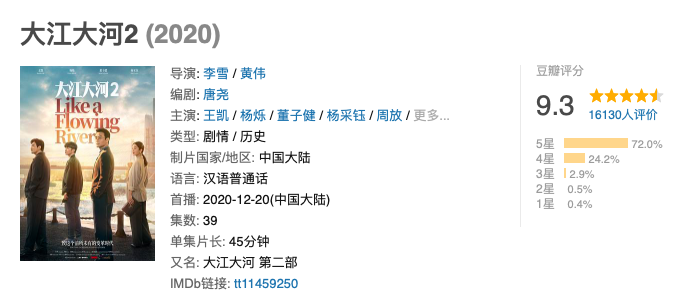 大江大河2 (2020)
大江大河2
Like a
Flowing
River
导演: 李雪 / 黄伟
编剧: 唐尧
主演: 王凯 / 杨烁 / 董子健 / 杨采钰 / 周放 / 更多...
类型: 剧情 / 历史
制片国家/地区: 中国大陆
语言: 汉语普通话
首播: 2020-12-20(中国大陆)
集数: 39
单集片长: 45分钟
又名: 大江大河 第二部
IMDb链接: tt11459250
豆瓣评分
9.3
16130人评价
5星 72.0%
4星 24.2%
3星 2.9%
2星 0.5%
1星 0.4%